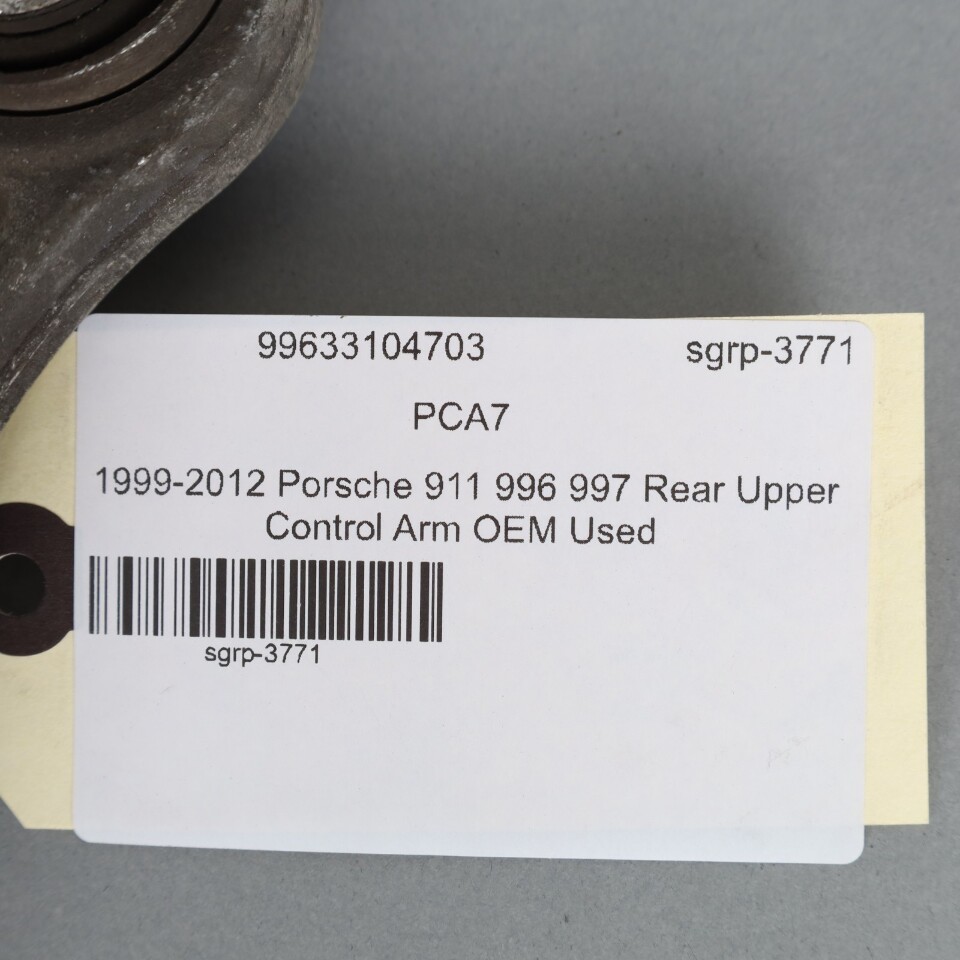 99633104703 sgrp-3771
PCA7
1999-2012 Porsche 911 996 997 Rear Upper
Control Arm OEM Used
sgrp-3771